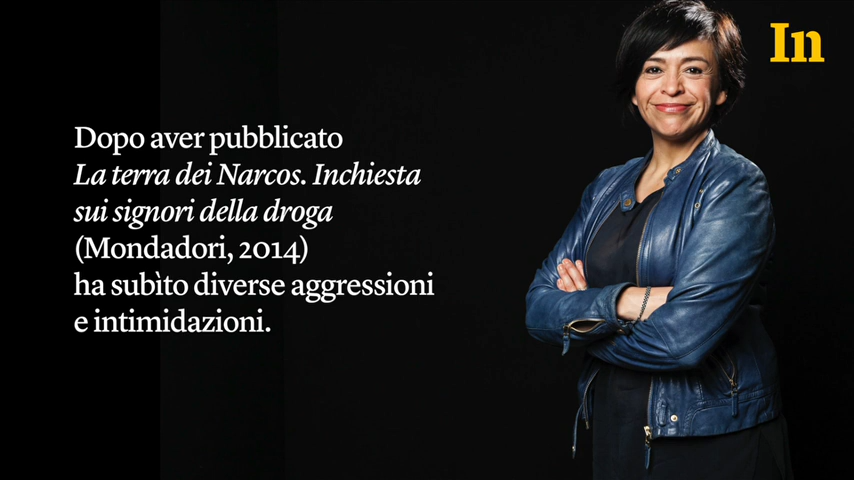 In
Dopo aver pubblicato
La terra dei Narcos. Inchiesta
sui signori della droga
(Mondadori, 2014)
ha subìto diverse aggressioni
e intimidazioni.